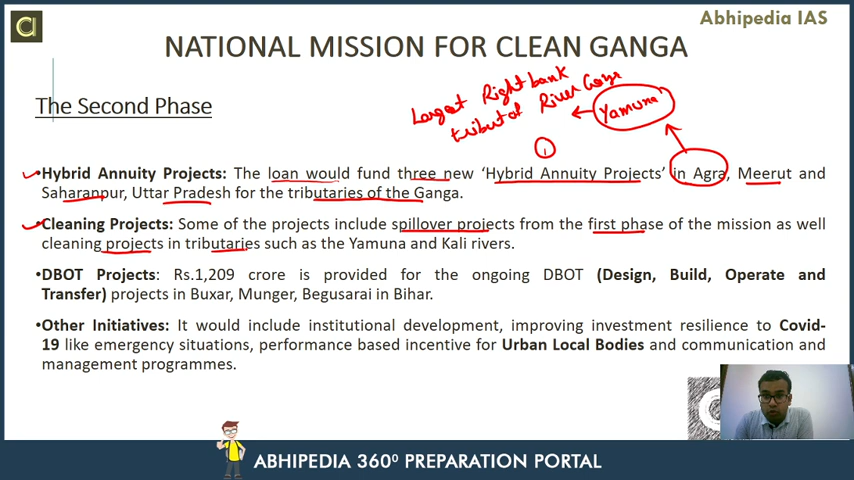 a
Abhipedia IAS
NATIONAL MISSION FOR CLEAN GANGA
The Second Phase
Largest Right bank
tribut of River Ganga
Yamuna
1
•Hybrid Annuity Projects: The loan would fund three new ‘Hybrid Annuity Projects’ in Agra, Meerut and
Saharanpur, Uttar Pradesh for the tributaries of the Ganga.
•Cleaning Projects: Some of the projects include spillover projects from the first phase of the mission as well
cleaning projects in tributaries such as the Yamuna and Kali rivers.
•DBOT Projects: Rs.1,209 crore is provided for the ongoing DBOT (Design, Build, Operate and
Transfer) projects in Buxar, Munger, Begusarai in Bihar.
•Other Initiatives: It would include institutional development, improving investment resilience to Covid-
19 like emergency situations, performance based incentive for Urban Local Bodies and communication and
management programmes.
ABHIPEDIA 360⁰ PREPARATION PORTAL